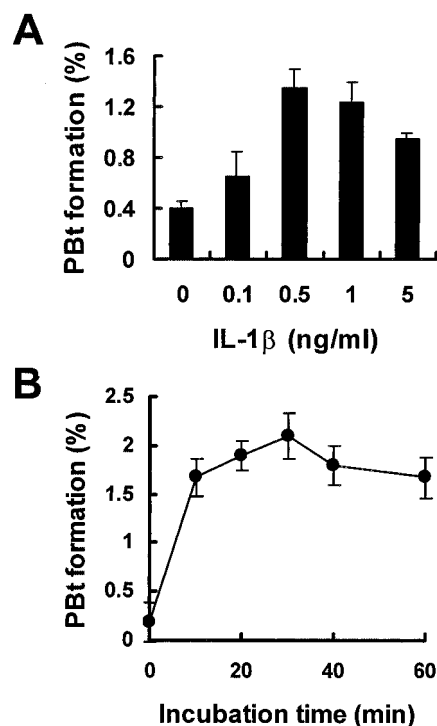 A
PBt formation (%)
1.6
1.2
0.8
0.4
0
0 0.1 0.5 1 5
IL-1β (ng/ml)
B
PBt formation (%)
2.5
2
1.5
1
0.5
0
0 20 40 60
Incubation time (min)